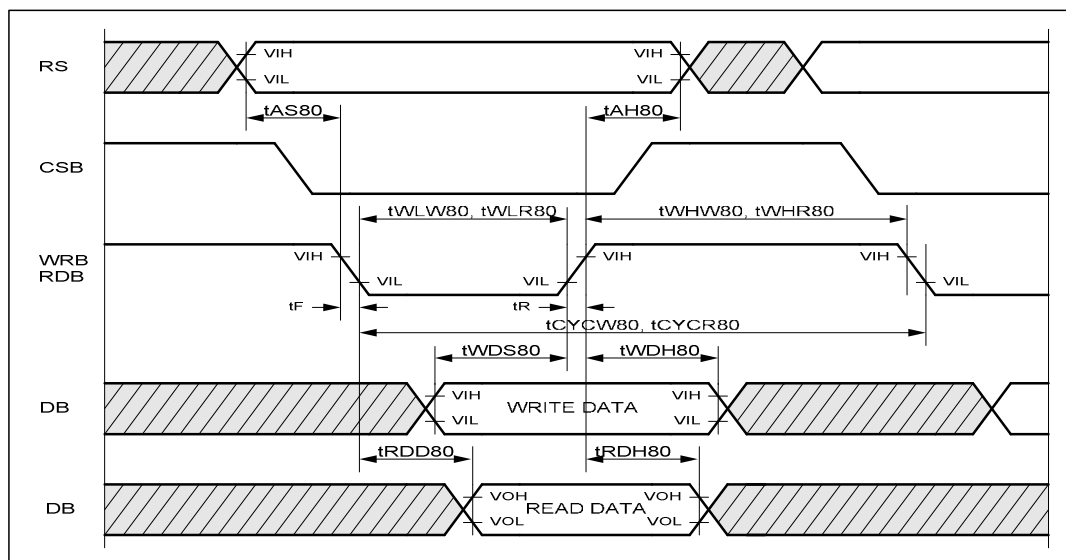 RS
VIH
VIH
VIL
VIL
tAS80
tAH80
CSB
tWLW80, tWLR80
tWHW80, tWHR80
WRB
RDB
VIH
VIH
VIH
VIL
VIL
VIL
tF
tR
tCYCW80, tCYCR80
tWDS80
tWDH80
DB
VIH
VIH
WRITE DATA
VIL
VIL
tRDD80
tRDH80
DB
VOH
VOH
READ DATA
VOL
VOL